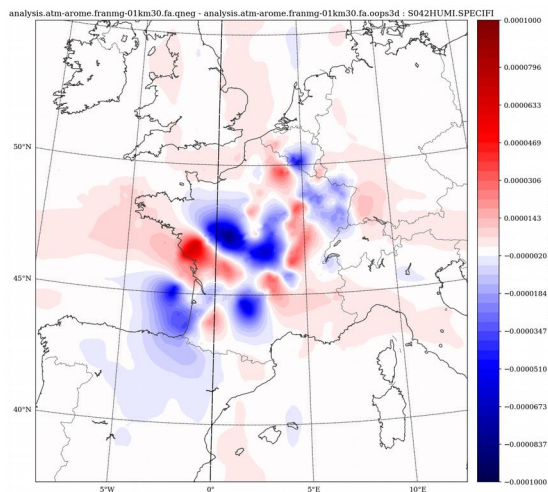 analysis.atm-arome.franmg-01km30.fa.qneg - analysis.atm-arome.franmg-01km30.fa.oops3d : S042HUMI.SPECIFI
0.0001000
0.0000796
0.0000633
50°N
0.0000469
0.0000306
0.0000143
−0.0000020
45°N
−0.0000184
−0.0000347
−0.0000510
40°N
−0.0000673
−0.0000837
−0.0001000
5°W
0°
5°E
10°E